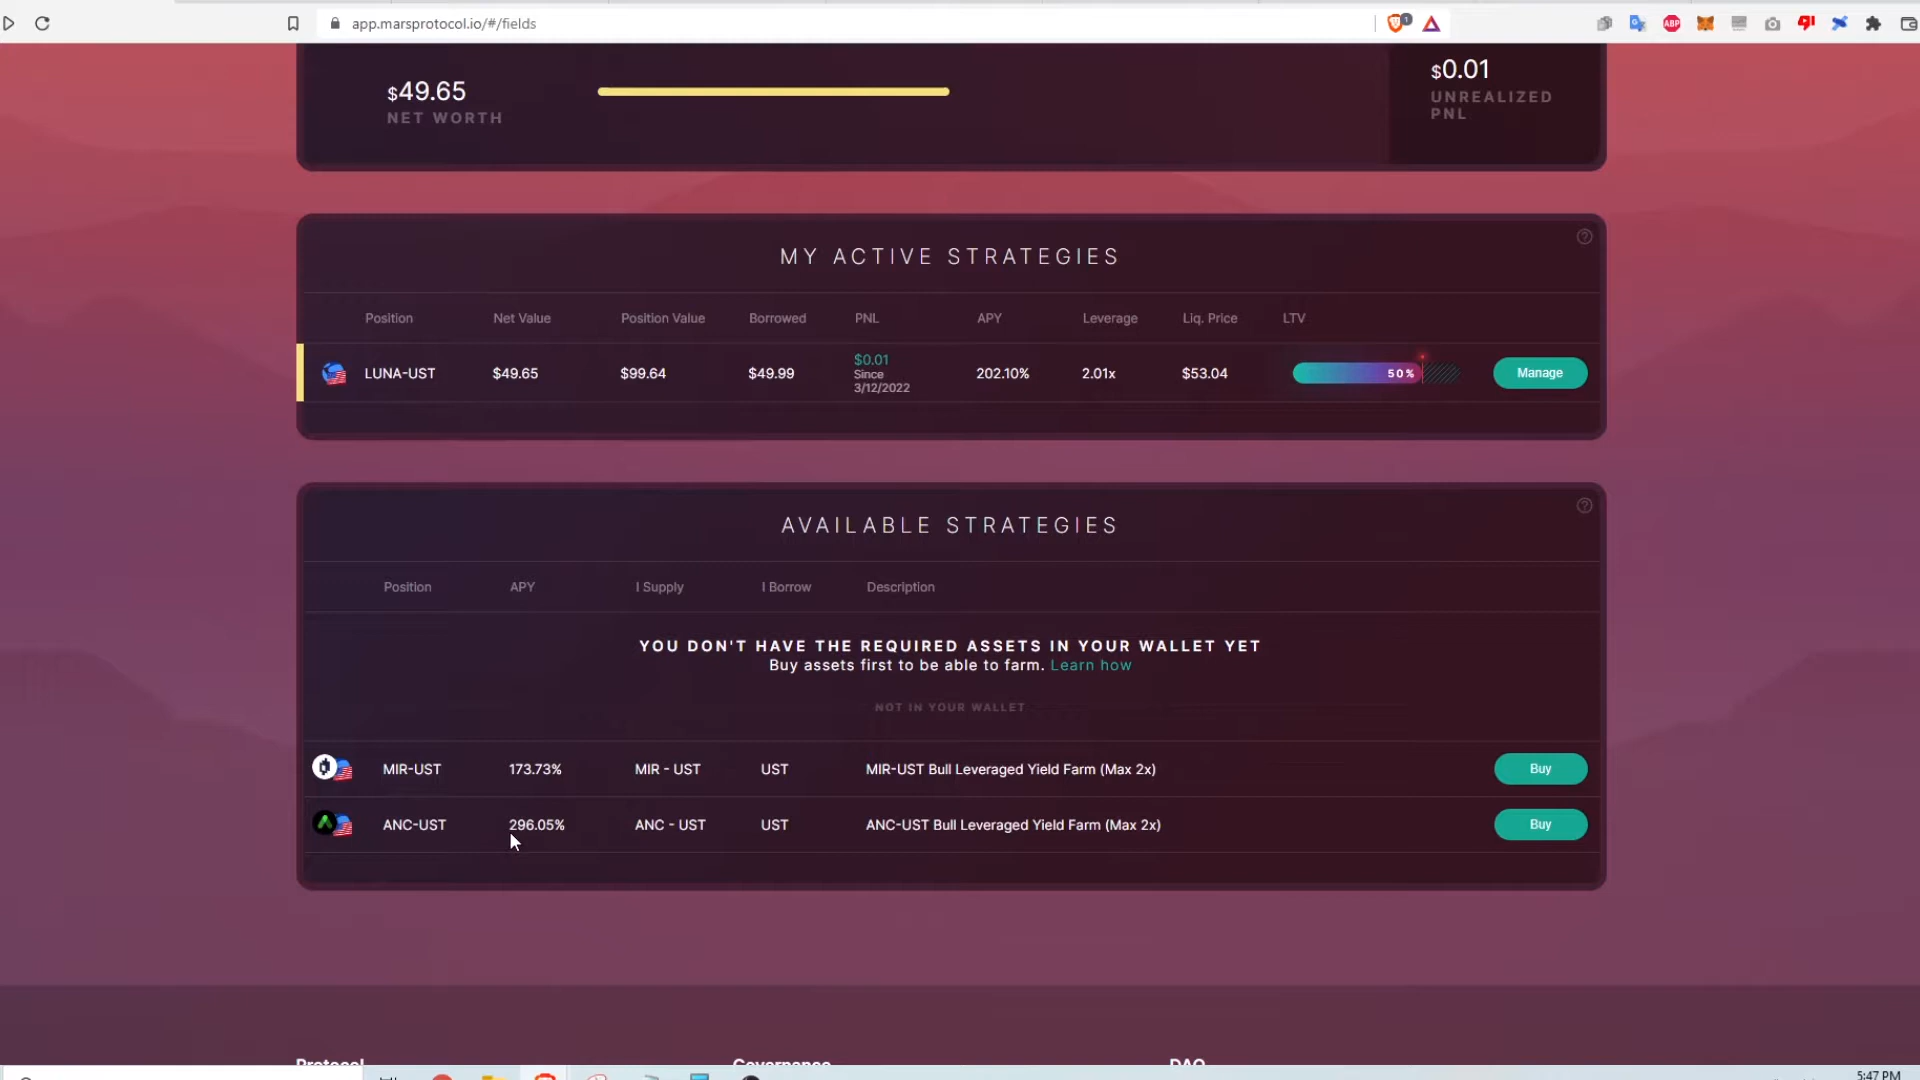 app.marsprotocol.io/#/fields
1
ABP
$49.65
NET WORTH
$0.01
UNREALIZED
PNL
MY ACTIVE STRATEGIES
Position Net Value Position Value Borrowed PNL APY Leverage Liq. Price LTV
LUNA-UST $49.65 $99.64 $49.99 $0.01 Since 3/12/2022 202.10% 2.01x $53.04 50% Manage
AVAILABLE STRATEGIES
Position APY I Supply I Borrow Description
YOU DON'T HAVE THE REQUIRED ASSETS IN YOUR WALLET YET
Buy assets first to be able to farm. Learn how
NOT IN YOUR WALLET
MIR-UST 173.73% MIR - UST UST MIR-UST Bull Leveraged Yield Farm (Max 2x) Buy
ANC-UST 296.05% ANC - UST UST ANC-UST Bull Leveraged Yield Farm (Max 2x) Buy
Protocol Governance DAO
5:47 PM